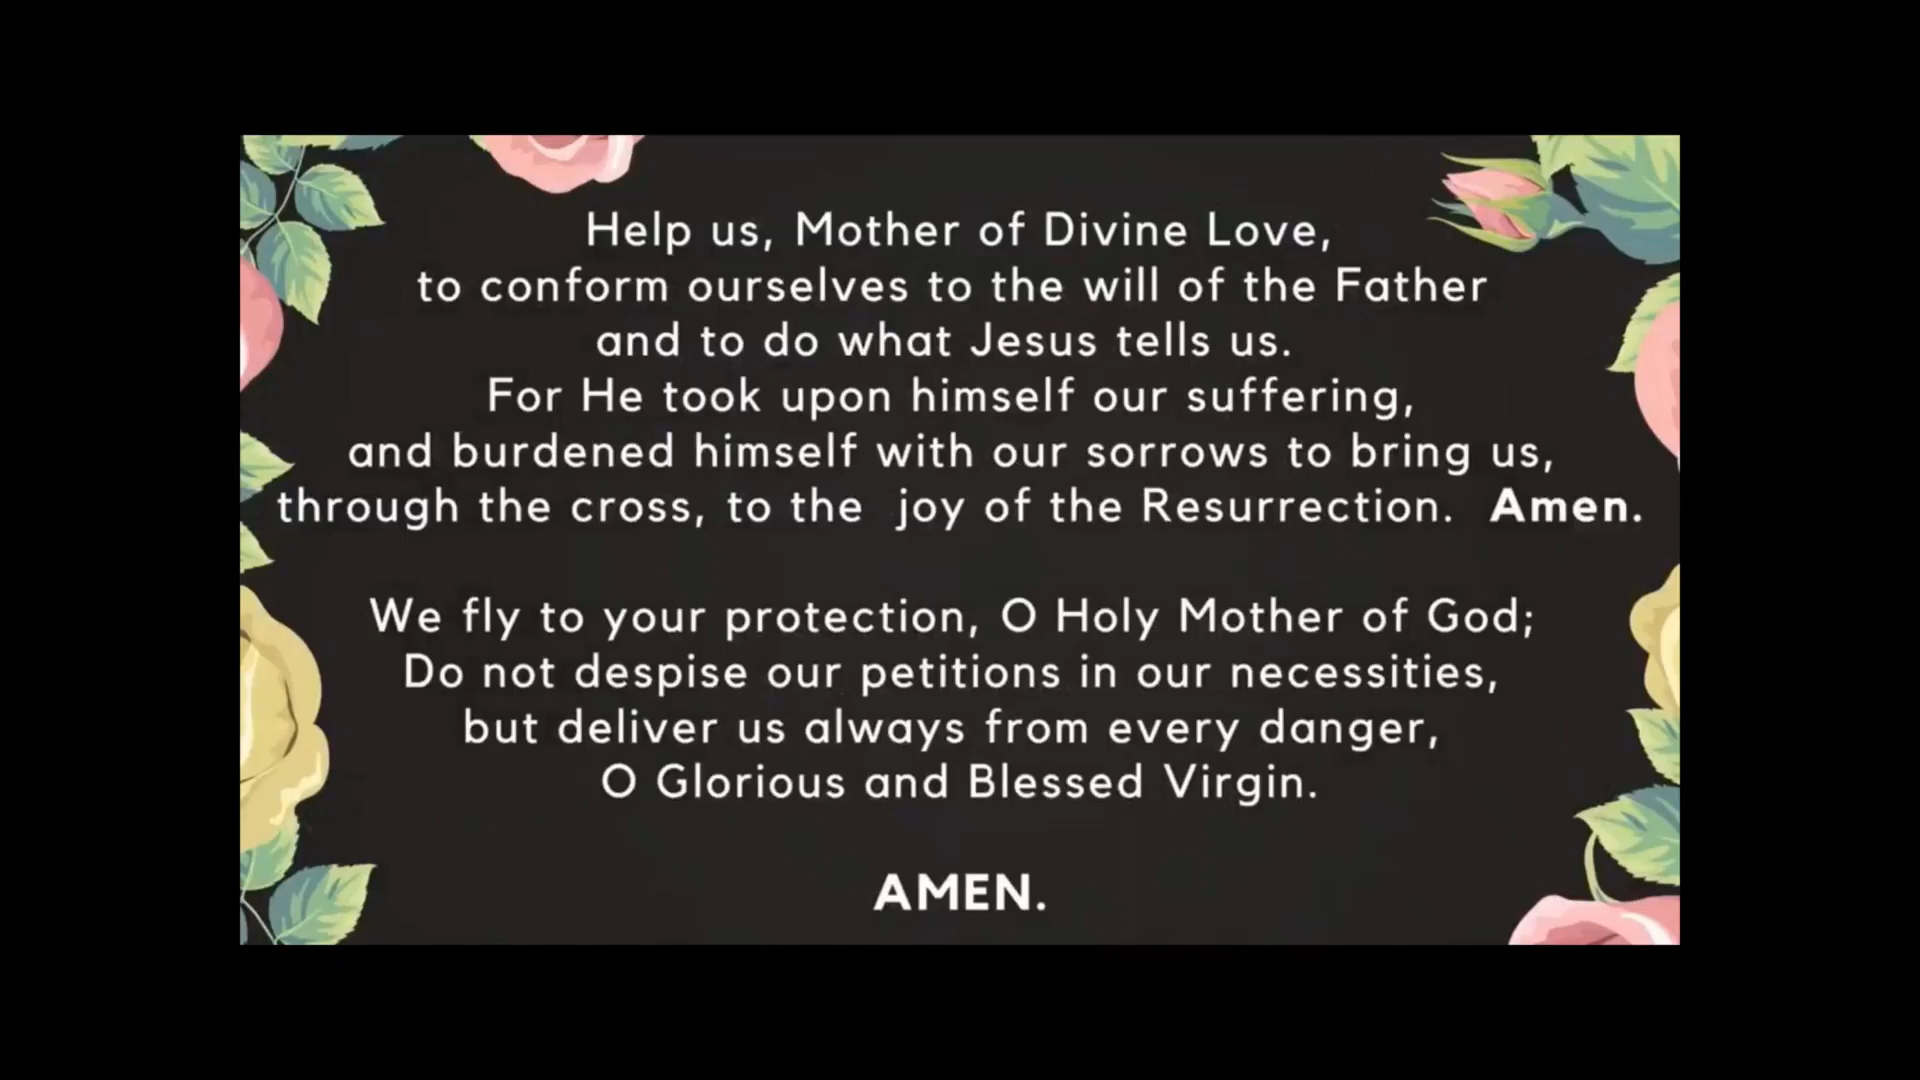 Help us, Mother of Divine Love,
to conform ourselves to the will of the Father
and to do what Jesus tells us.
For He took upon himself our suffering,
and burdened himself with our sorrows to bring us,
through the cross, to the joy of the Resurrection. Amen.
We fly to your protection, O Holy Mother of God;
Do not despise our petitions in our necessities,
but deliver us always from every danger,
O Glorious and Blessed Virgin.
AMEN.